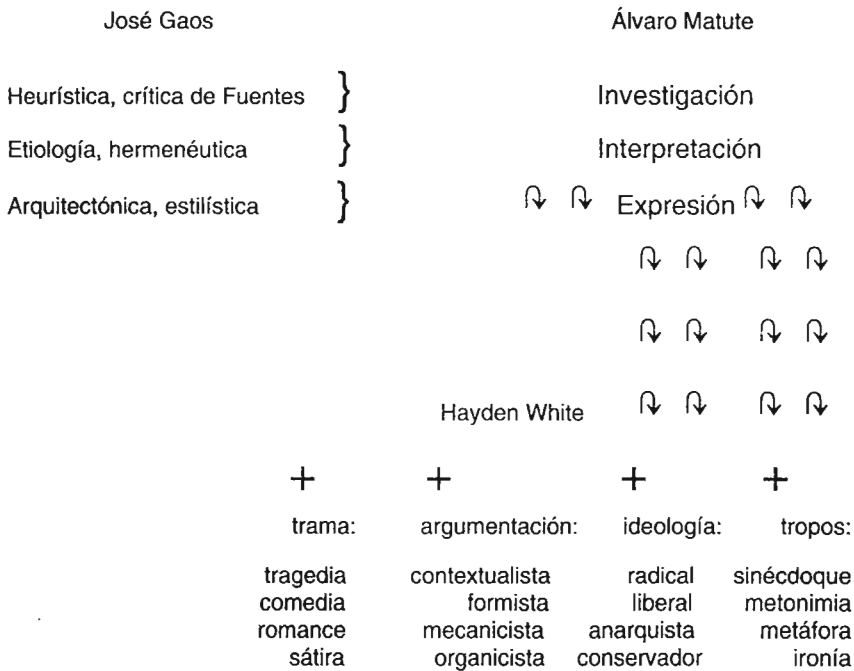 José Gaos Álvaro Matute
Heurística, crítica de Fuentes } Investigación
Etiología, hermenéutica } Interpretación
Arquitectónica, estilística } Expresión
Hayden White
+ + + +
trama: argumentación: ideología: tropos:
tragedia contextualista radical sinécdoque
comedia formista liberal metonimia
romance mecanicista anarquista metáfora
sátira organicista conservador ironía